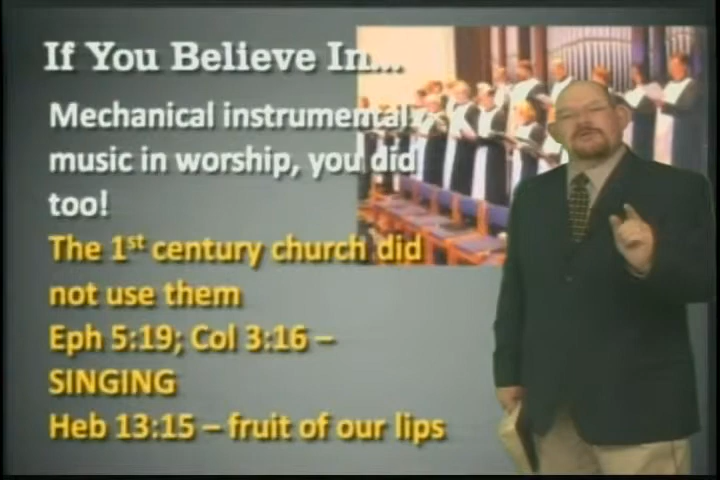 If You Believe In...
Mechanical instrumental
music in worship, you did
too!
The 1st century church did
not use them
Eph 5:19; Col 3:16 –
SINGING
Heb 13:15 – fruit of our lips